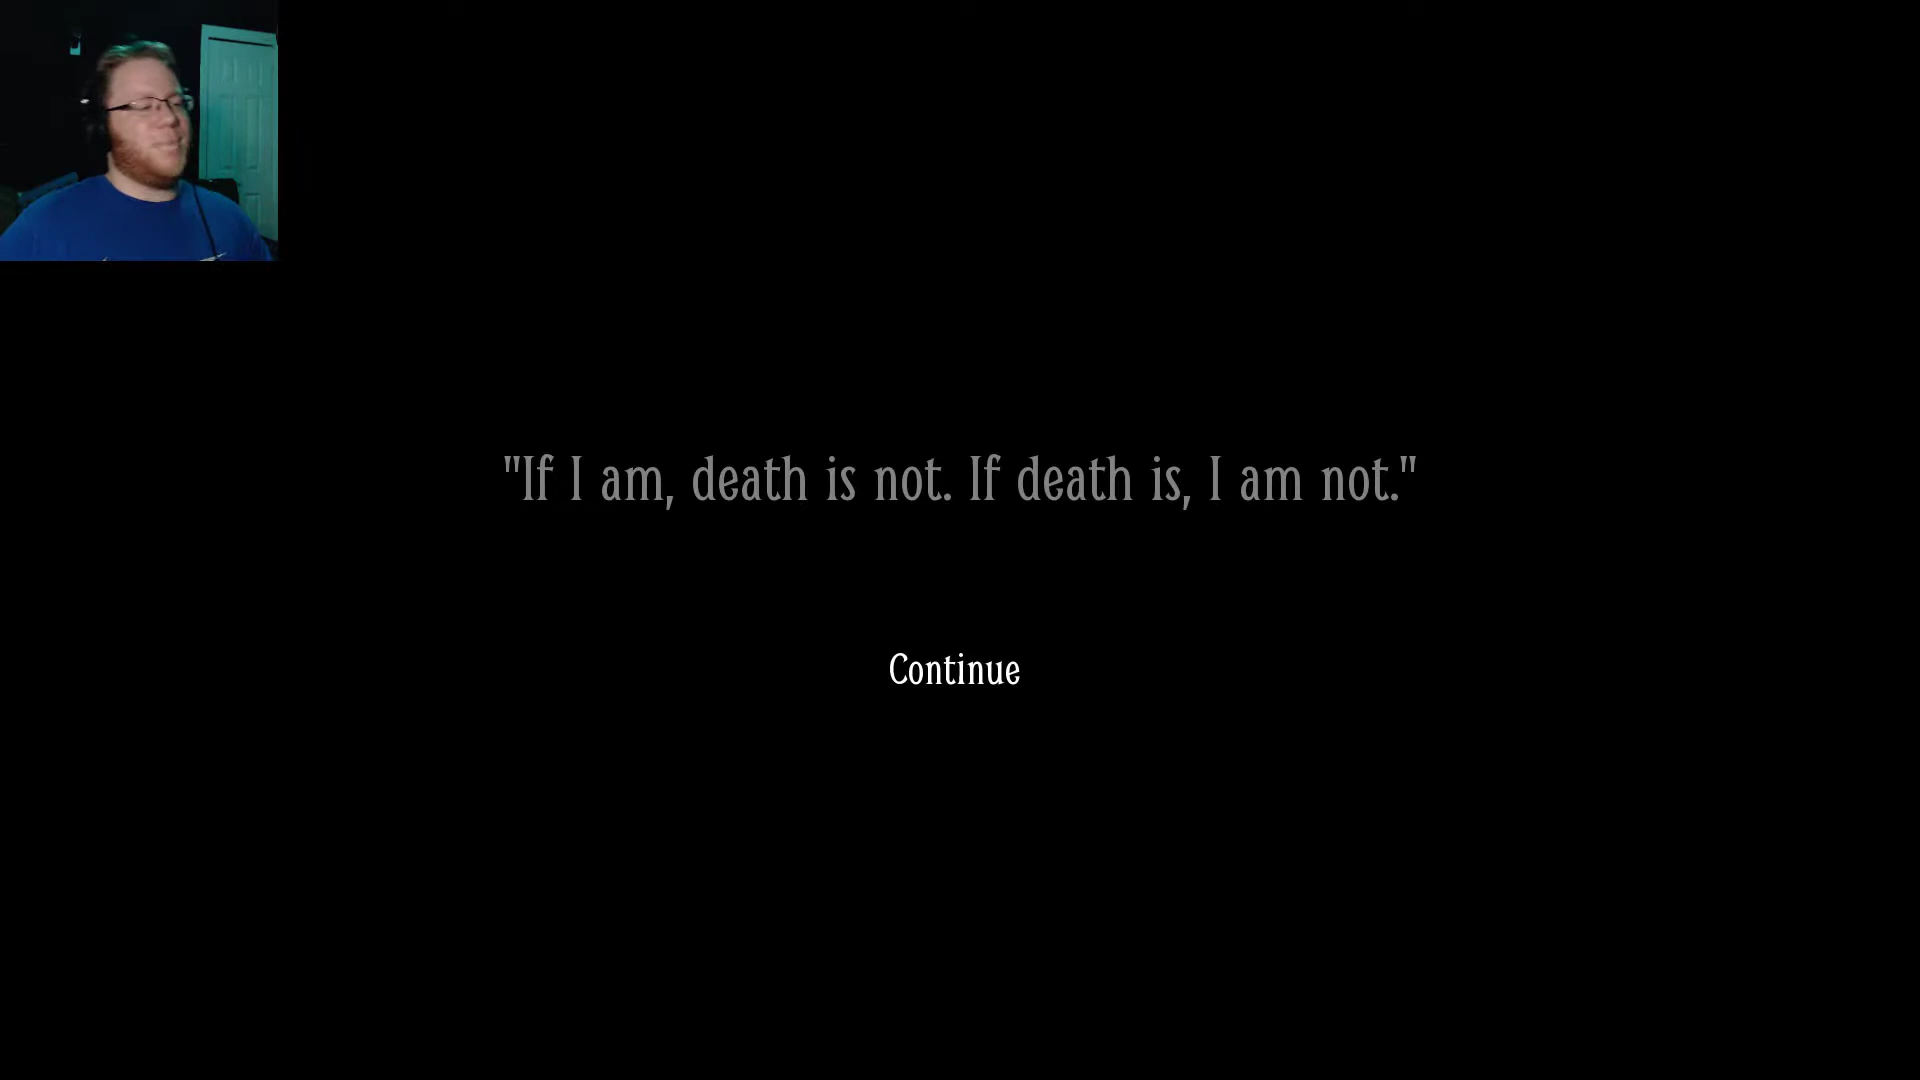 "If I am, death is not. If death is, I am not."
Continue